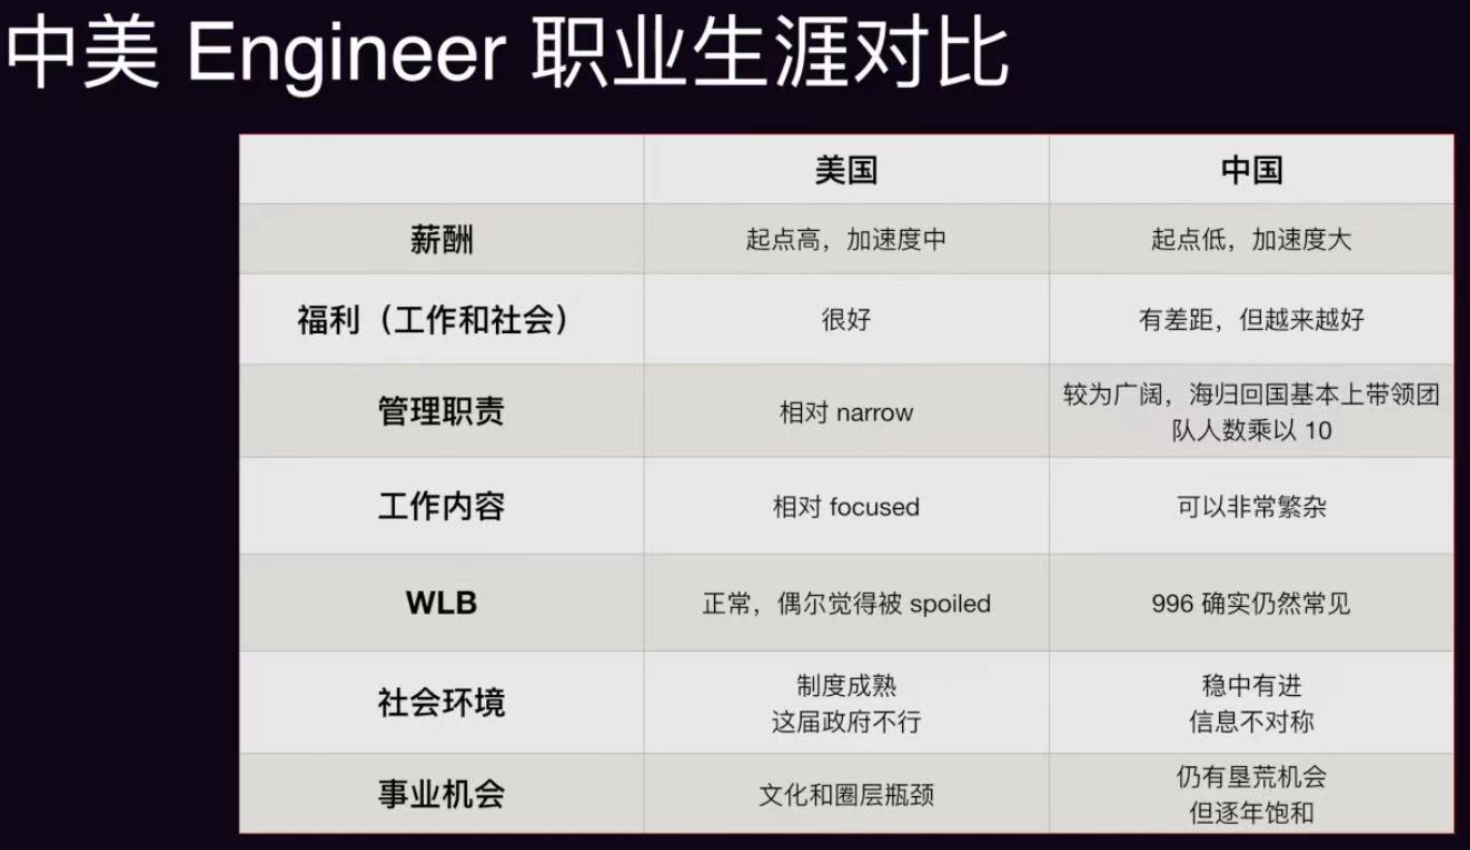 中美 Engineer 职业生涯对比
美国 中国
薪酬 起点高，加速度中 起点低，加速度大
福利（工作和社会） 很好 有差距，但越来越好
管理职责 相对 narrow 较为广阔，海归回国基本上带领团
队人数乘以 10
工作内容 相对 focused 可以非常繁杂
WLB 正常，偶尔觉得被 spoiled 996 确实仍然常见
社会环境 制度成熟 稳中有进
这届政府不行 信息不对称
事业机会 文化和圈层瓶颈 仍有垦荒机会
但逐年饱和